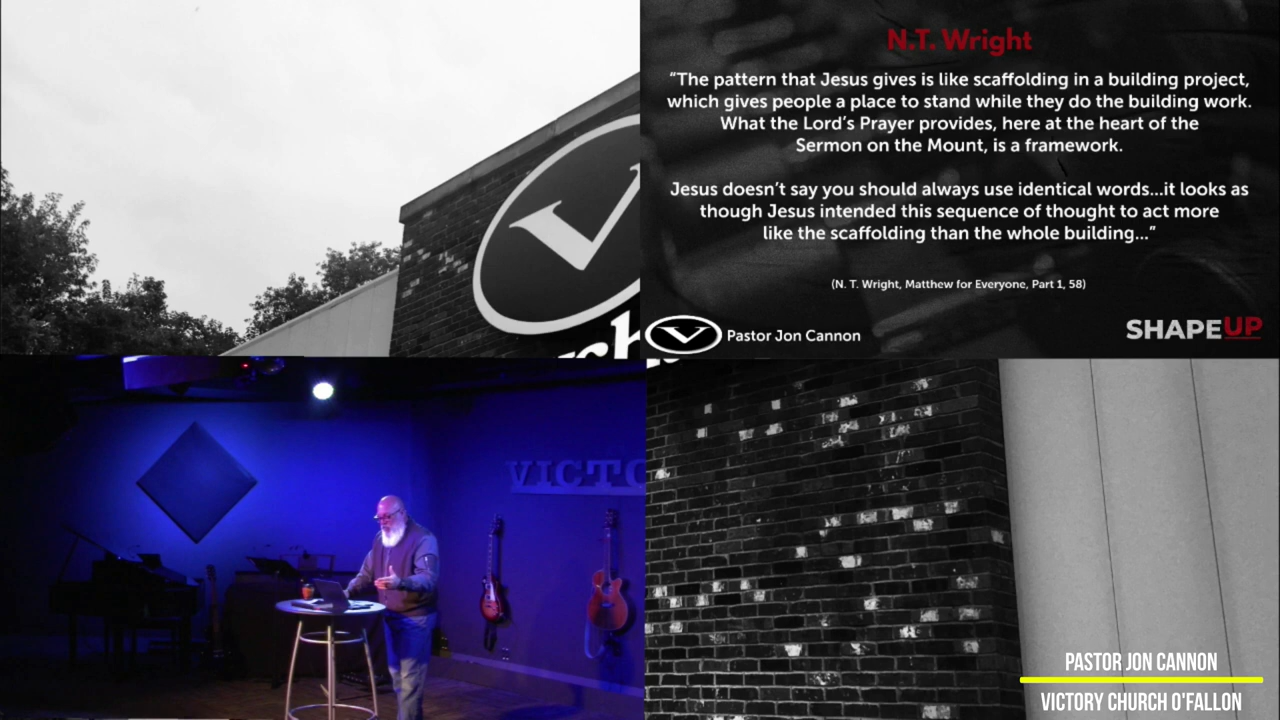 N.T. Wright
“The pattern that Jesus gives is like scaffolding in a building project,
which gives people a place to stand while they do the building work.
What the Lord’s Prayer provides, here at the heart of the
Sermon on the Mount, is a framework.
Jesus doesn’t say you should always use identical words...it looks as
though Jesus intended this sequence of thought to act more
like the scaffolding than the whole building...”
(N. T. Wright, Matthew for Everyone, Part 1, 58)
V
Pastor Jon Cannon
SHAPEUP
V
VICTO
PASTOR JON CANNON
VICTORY CHURCH O'FALLON